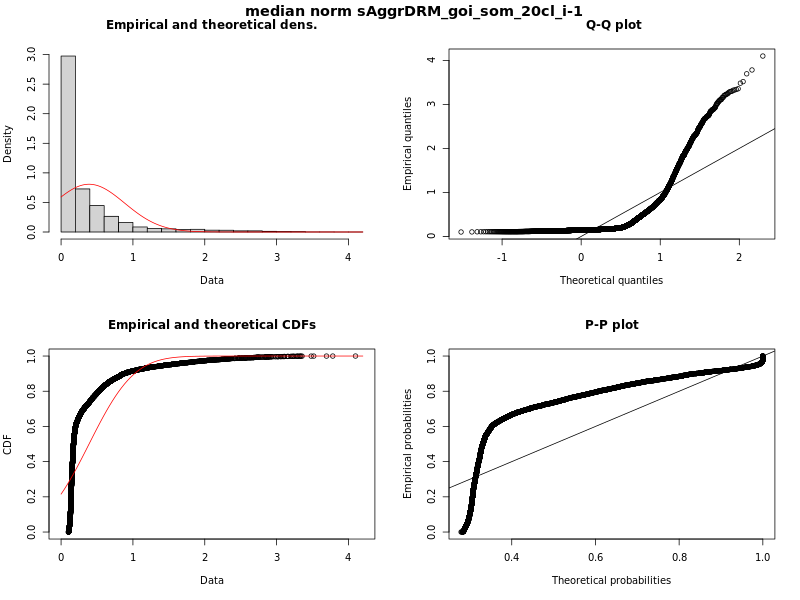 median norm sAggrDRM_goi_som_20cl_i-1
Empirical and theoretical dens.
Density
0.0 0.5 1.0 1.5 2.0 2.5 3.0
0 1 2 3 4
Data
Q-Q plot
Empirical quantiles
0 1 2 3 4
-1 0 1 2
Theoretical quantiles
Empirical and theoretical CDFs
CDF
0.0 0.2 0.4 0.6 0.8 1.0
0 1 2 3 4
Data
P-P plot
Empirical probabilities
0.0 0.2 0.4 0.6 0.8 1.0
0.4 0.6 0.8 1.0
Theoretical probabilities